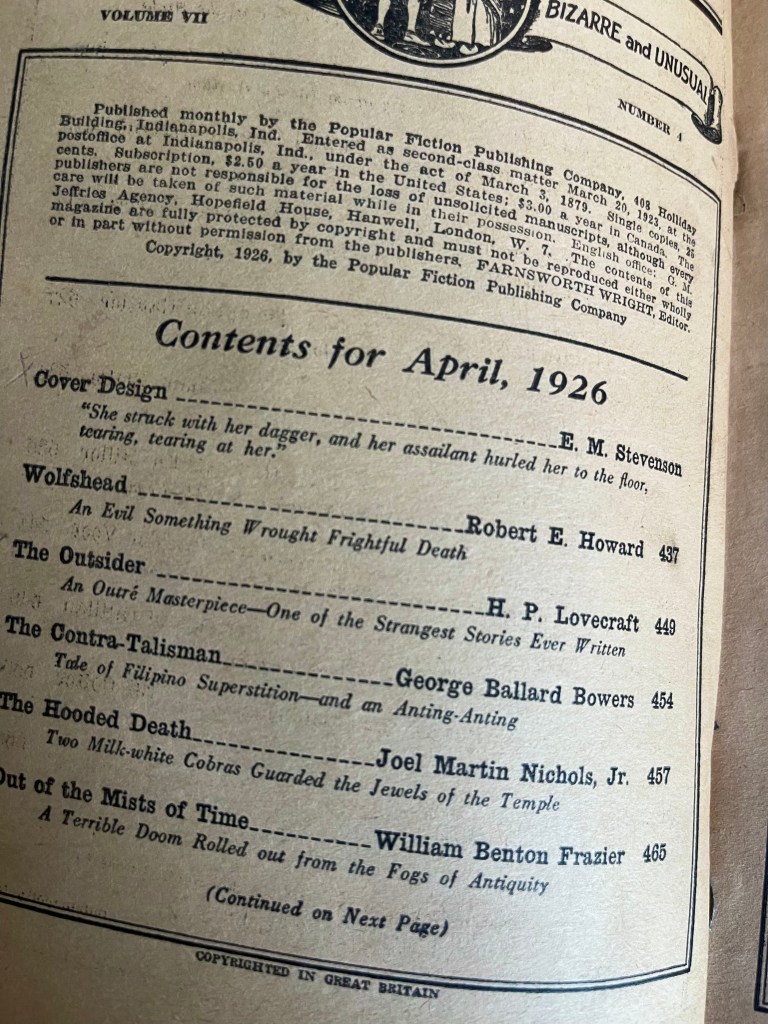 VOLUME VII
BIZARRE and UNUSUAL
NUMBER 4
Published monthly by the Popular Fiction Publishing Company, 408 Holliday
Building, Indianapolis, Ind. Entered as second-class matter March 20, 1923, at the
postoffice at Indianapolis, Ind., under the act of March 3, 1879. Single copies, 25
cents. Subscription, $2.50 a year in the United States; $3.00 a year in Canada. The
publishers are not responsible for the loss of unsolicited manuscripts, although every
care will be taken of such material while in their possession. English office: G. M.
Jeffries Agency, Hopefield House, Hanwell, London, W. 7. The contents of this
magazine are fully protected by copyright and must not be reproduced either wholly
or in part without permission from the publishers. FARNSWORTH WRIGHT, Editor.
Copyright, 1926, by the Popular Fiction Publishing Company
Contents for April, 1926
Cover Design E. M. Stevenson
"She struck with her dagger, and her assailant hurled her to the floor,
tearing, tearing at her."
Wolfshead Robert E. Howard 437
An Evil Something Wrought Frightful Death
The Outsider H. P. Lovecraft 449
An Outré Masterpiece—One of the Strangest Stories Ever Written
The Contra-Talisman George Ballard Bowers 454
Tale of Filipino Superstition—and an Anting-Anting
The Hooded Death Joel Martin Nichols, Jr. 457
Two Milk-white Cobras Guarded the Jewels of the Temple
Out of the Mists of Time William Benton Frazier 465
A Terrible Doom Rolled out from the Fogs of Antiquity
(Continued on Next Page)
COPYRIGHTED IN GREAT BRITAIN